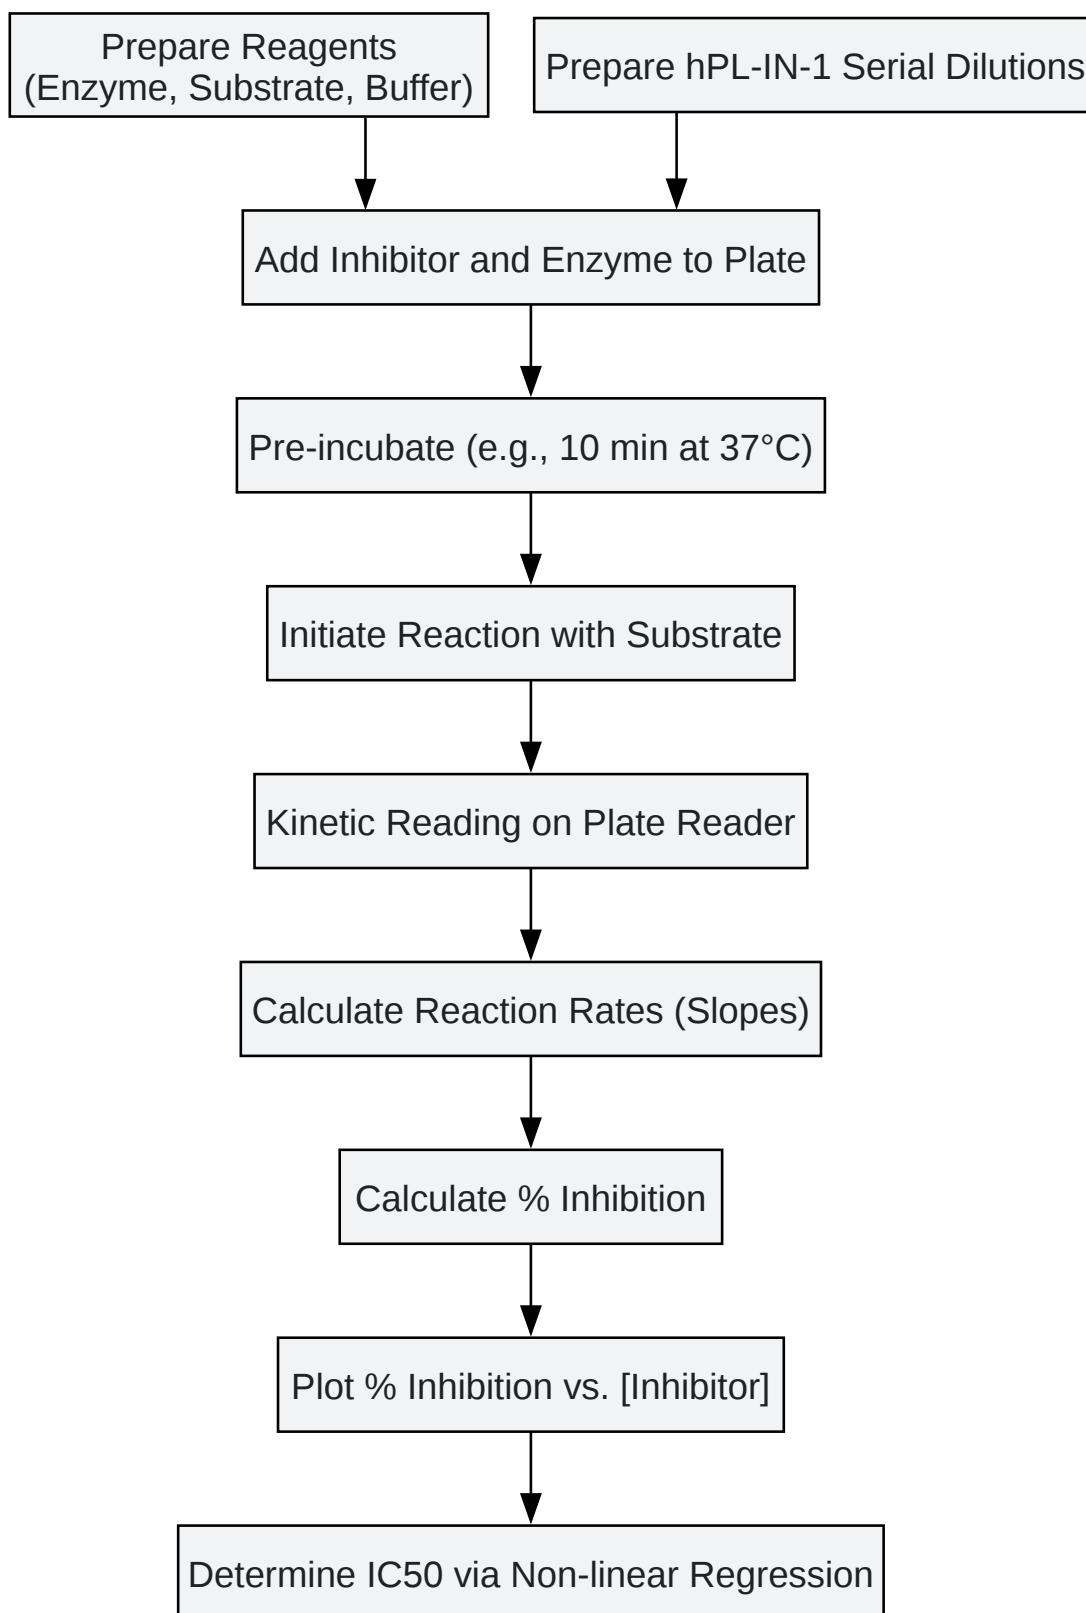 Prepare Reagents
(Enzyme, Substrate, Buffer)
Prepare hPL-IN-1 Serial Dilutions
Add Inhibitor and Enzyme to Plate
Pre-incubate (e.g., 10 min at 37°C)
Initiate Reaction with Substrate
Kinetic Reading on Plate Reader
Calculate Reaction Rates (Slopes)
Calculate % Inhibition
Plot % Inhibition vs. [Inhibitor]
Determine IC50 via Non-linear Regression